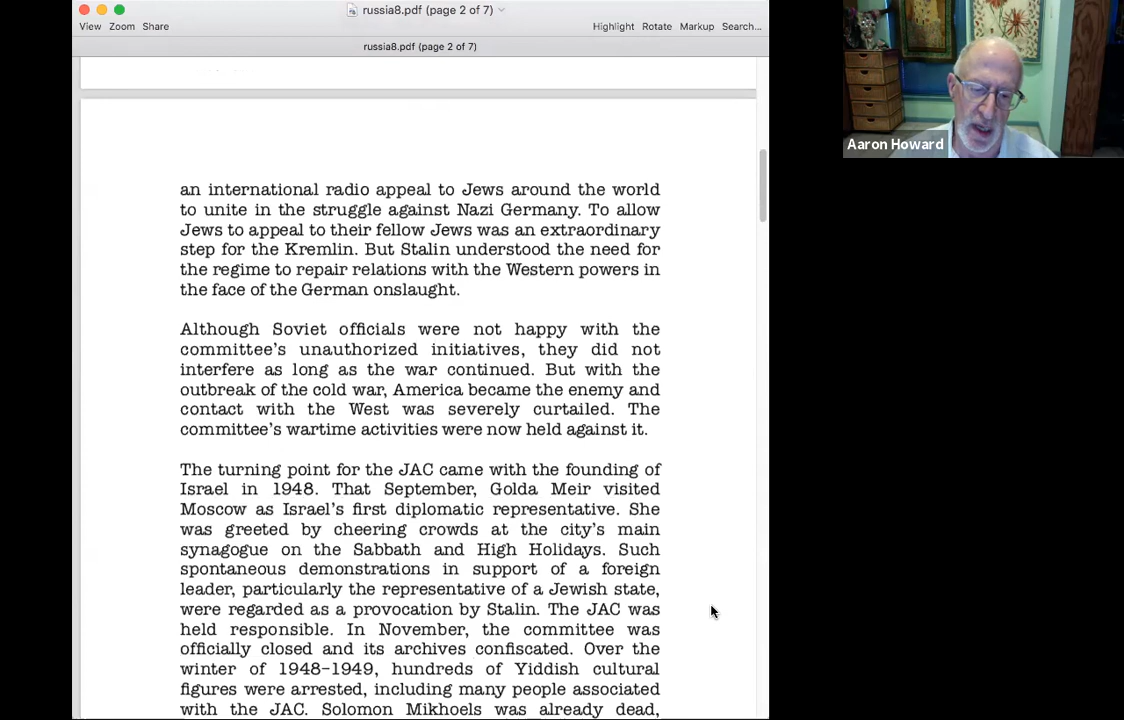 russia8.pdf (page 2 of 7)
View Zoom Share Highlight Rotate Markup Search...
russia8.pdf (page 2 of 7)
Aaron Howard
an international radio appeal to Jews around the world
to unite in the struggle against Nazi Germany. To allow
Jews to appeal to their fellow Jews was an extraordinary
step for the Kremlin. But Stalin understood the need for
the regime to repair relations with the Western powers in
the face of the German onslaught.
Although Soviet officials were not happy with the
committee's unauthorized initiatives, they did not
interfere as long as the war continued. But with the
outbreak of the cold war, America became the enemy and
contact with the West was severely curtailed. The
committee's wartime activities were now held against it.
The turning point for the JAC came with the founding of
Israel in 1948. That September, Golda Meir visited
Moscow as Israel's first diplomatic representative. She
was greeted by cheering crowds at the city's main
synagogue on the Sabbath and High Holidays. Such
spontaneous demonstrations in support of a foreign
leader, particularly the representative of a Jewish state,
were regarded as a provocation by Stalin. The JAC was
held responsible. In November, the committee was
officially closed and its archives confiscated. Over the
winter of 1948-1949, hundreds of Yiddish cultural
figures were arrested, including many people associated
with the JAC. Solomon Mikhoels was already dead,